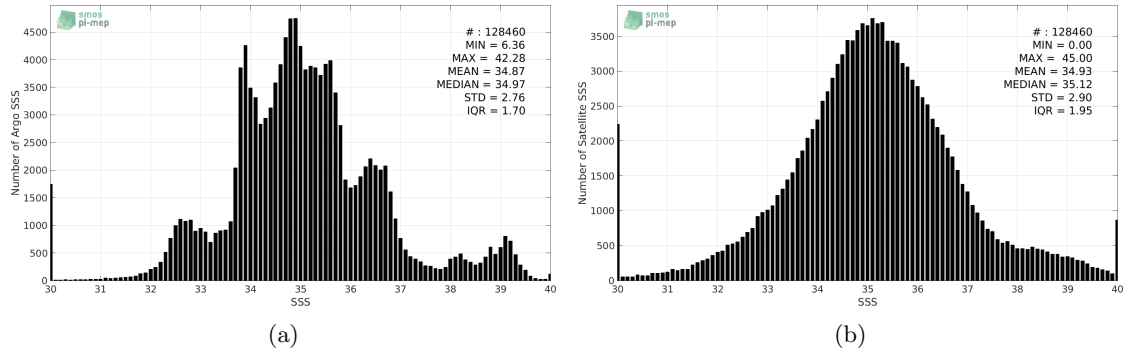 smos
pi-mep
# : 128460
MIN = 6.36
MAX = 42.28
MEAN = 34.87
MEDIAN = 34.97
STD = 2.76
IQR = 1.70
Number of Argo SSS
4500
4000
3500
3000
2500
2000
1500
1000
500
0
30 31 32 33 34 35 36 37 38 39 40
SSS
(a)
smos
pi-mep
# : 128460
MIN = 0.00
MAX = 45.00
MEAN = 34.93
MEDIAN = 35.12
STD = 2.90
IQR = 1.95
Number of Satellite SSS
3500
3000
2500
2000
1500
1000
500
0
30 31 32 33 34 35 36 37 38 39 40
SSS
(b)